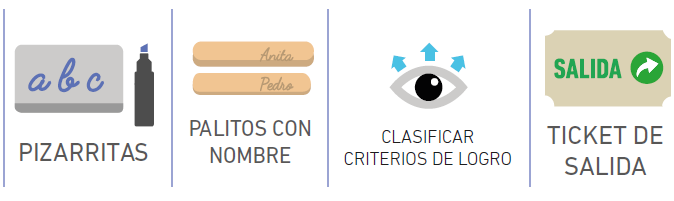 a b c
PIZARRITAS
Anita
Pedro
PALITOS CON
NOMBRE
CLASIFICAR
CRITERIOS DE LOGRO
SALIDA
TICKET DE
SALIDA